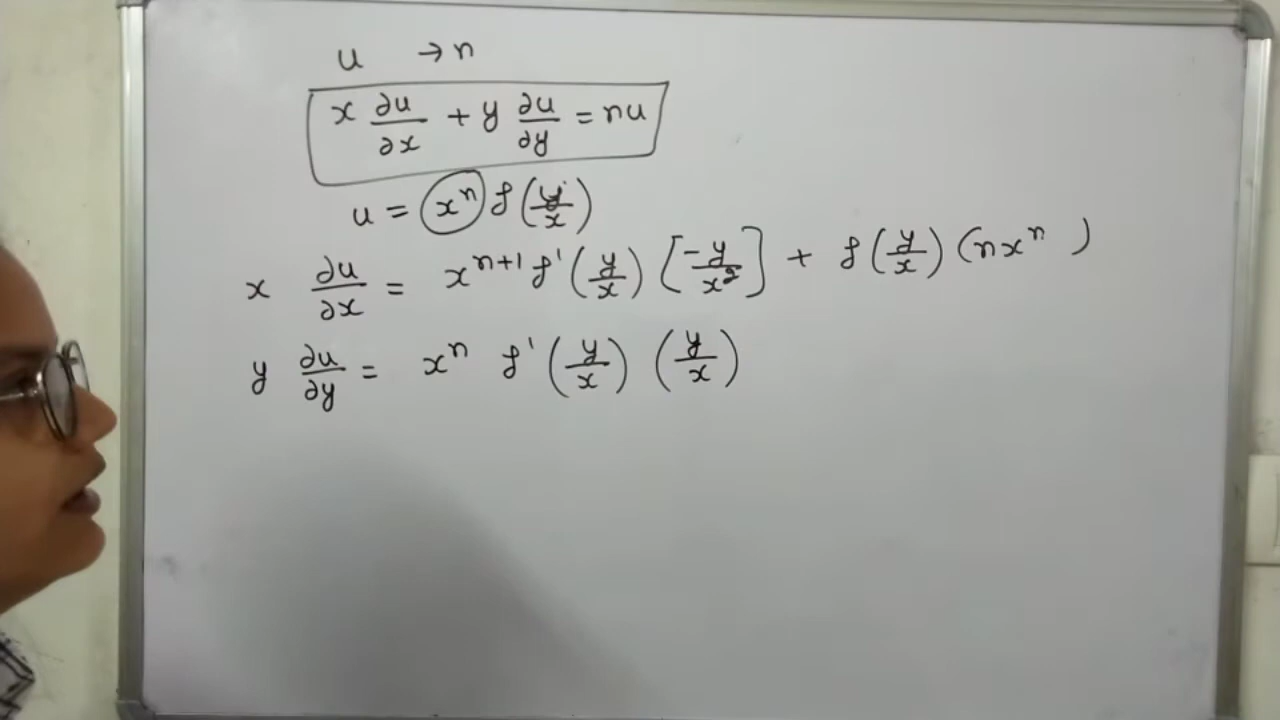 u → n
x ∂u/∂x + y ∂u/∂y = nu
u = xⁿ f(y/x)
x ∂u/∂x = xⁿ⁺¹ f'(y/x) [-y/x²] + f(y/x) (nxⁿ )
y ∂u/∂y = xⁿ f'(y/x) (y/x)